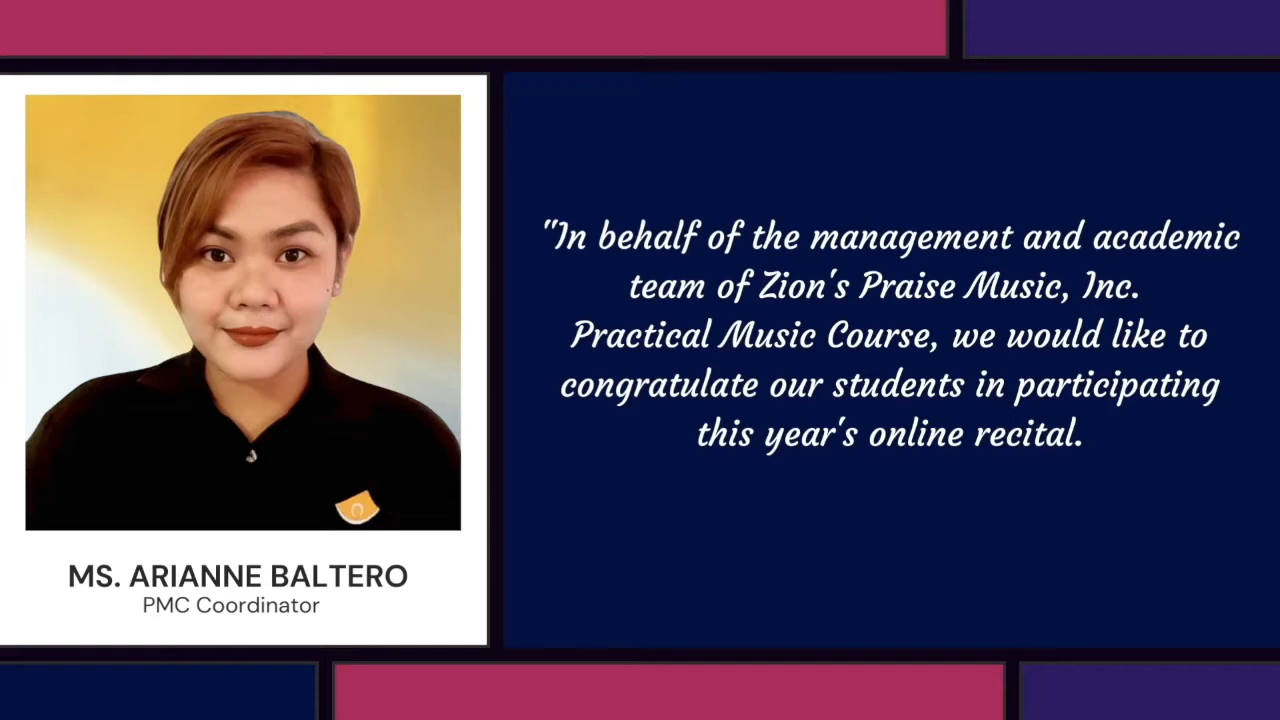 MS. ARIANNE BALTERO
PMC Coordinator
"In behalf of the management and academic
team of Zion's Praise Music, Inc.
Practical Music Course, we would like to
congratulate our students in participating
this year's online recital.